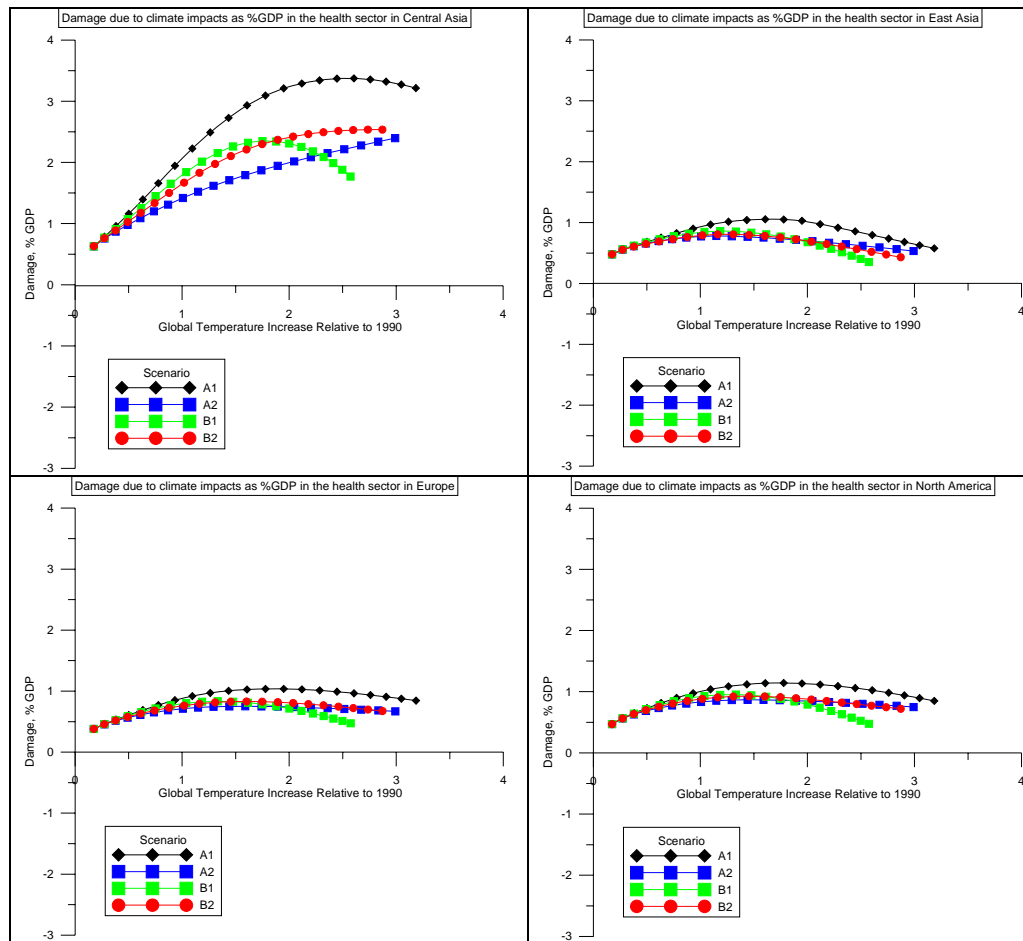 Damage due to climate impacts as %GDP in the health sector in Central Asia
4
3
2
1
0
-1
-2
-3
Damage, % GDP
0
1
2
3
4
Global Temperature Increase Relative to 1990
Scenario
A1
A2
B1
B2
Damage due to climate impacts as %GDP in the health sector in East Asia
4
3
2
1
0
-1
-2
-3
Damage, % GDP
0
1
2
3
4
Global Temperature Increase Relative to 1990
Scenario
A1
A2
B1
B2
Damage due to climate impacts as %GDP in the health sector in Europe
4
3
2
1
0
-1
-2
-3
Damage, % GDP
0
1
2
3
4
Global Temperature Increase Relative to 1990
Scenario
A1
A2
B1
B2
Damage due to climate impacts as %GDP in the health sector in North America
4
3
2
1
0
-1
-2
-3
Damage, % GDP
0
1
2
3
4
Global Temperature Increase Relative to 1990
Scenario
A1
A2
B1
B2